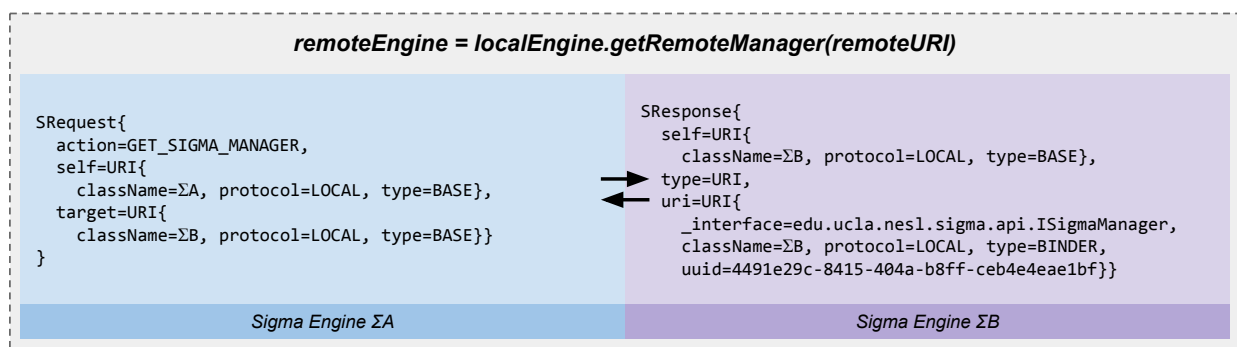 remoteEngine = localEngine.getRemoteManager(remoteURI)
SRequest{
action=GET_SIGMA_MANAGER,
self=URI{
className=ΣA, protocol=LOCAL, type=BASE},
target=URI{
className=ΣB, protocol=LOCAL, type=BASE}}
}
Sigma Engine ΣA
SResponse{
self=URI{
className=ΣB, protocol=LOCAL, type=BASE},
type=URI,
uri=URI{
_interface=edu.ucla.nesl.sigma.api.ISigmaManager,
className=ΣB, protocol=LOCAL, type=BINDER,
uuid=4491e29c-8415-404a-b8ff-ceb4e4eae1bf}}
Sigma Engine ΣB